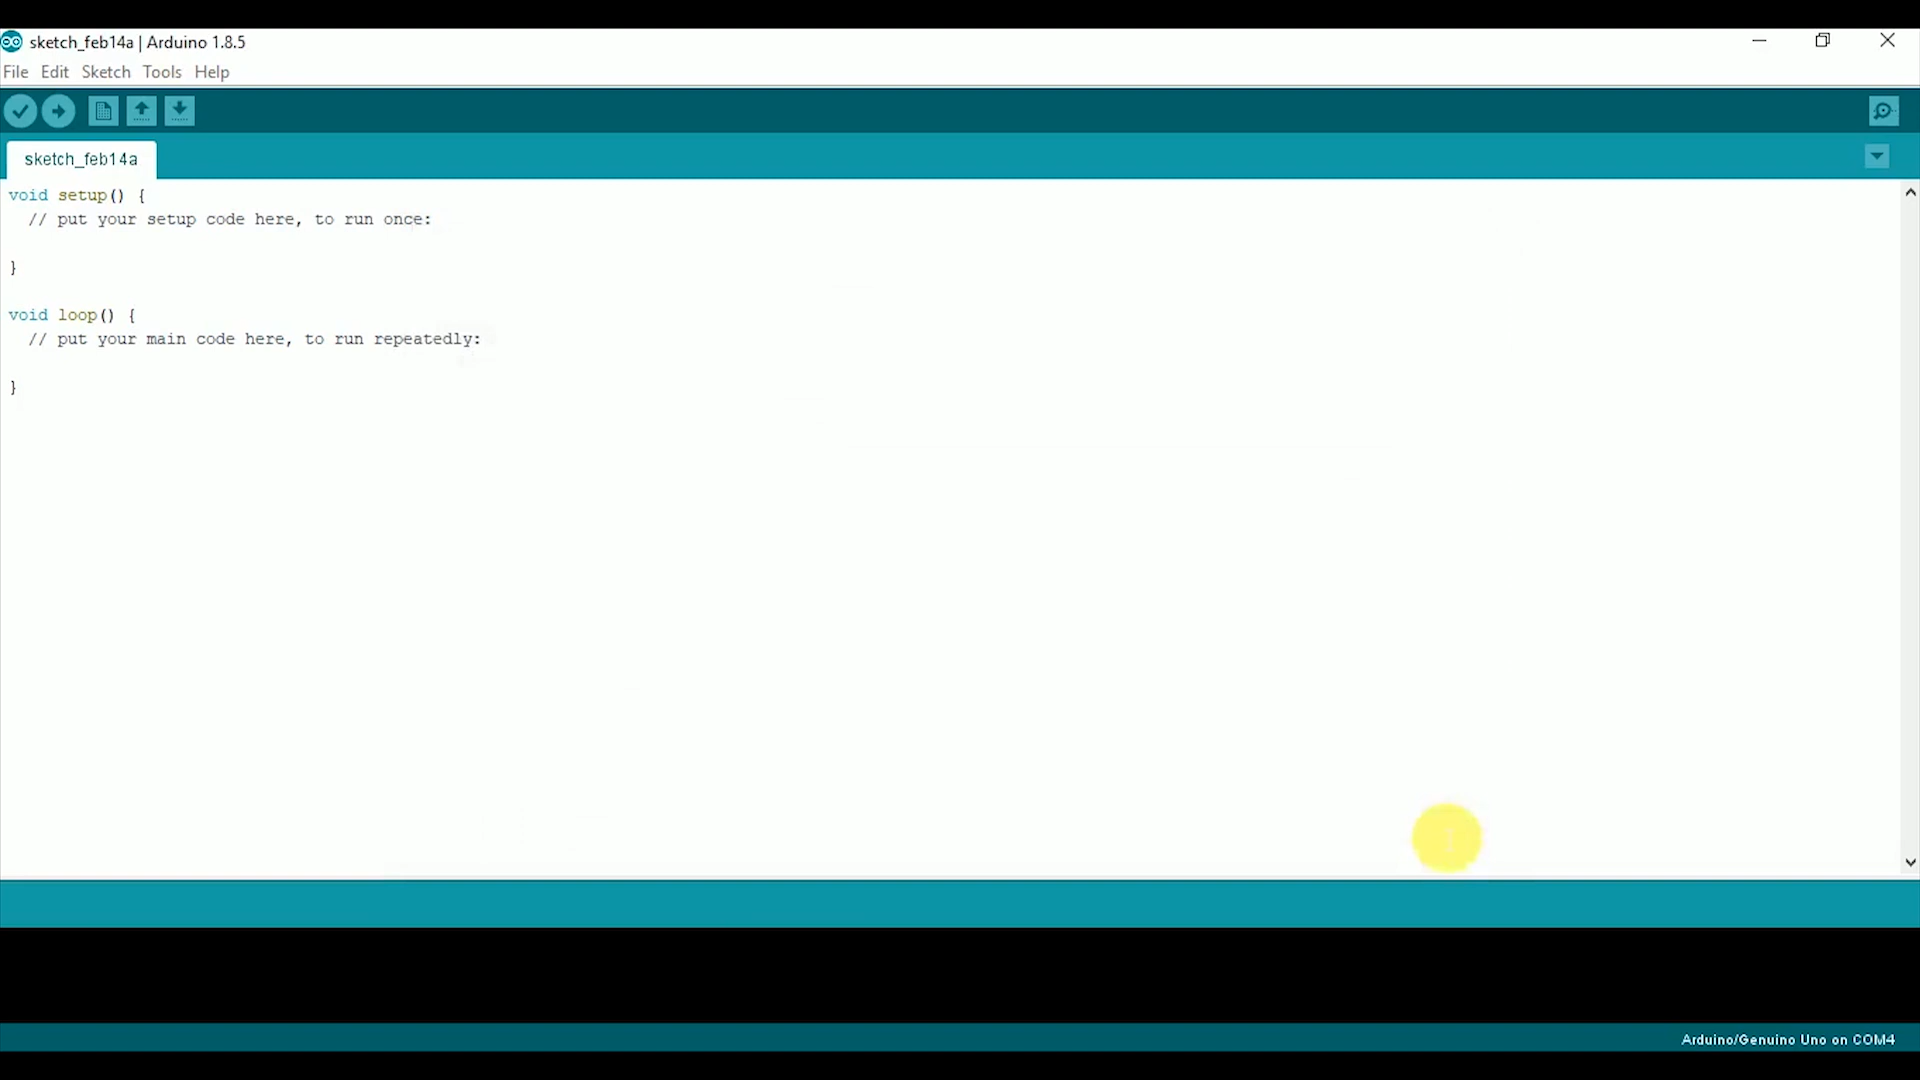 sketch_feb14a | Arduino 1.8.5
File Edit Sketch Tools Help
sketch_feb14a
void setup() {
  // put your setup code here, to run once:
}
void loop() {
  // put your main code here, to run repeatedly:
}
Arduino/Genuino Uno on COM4